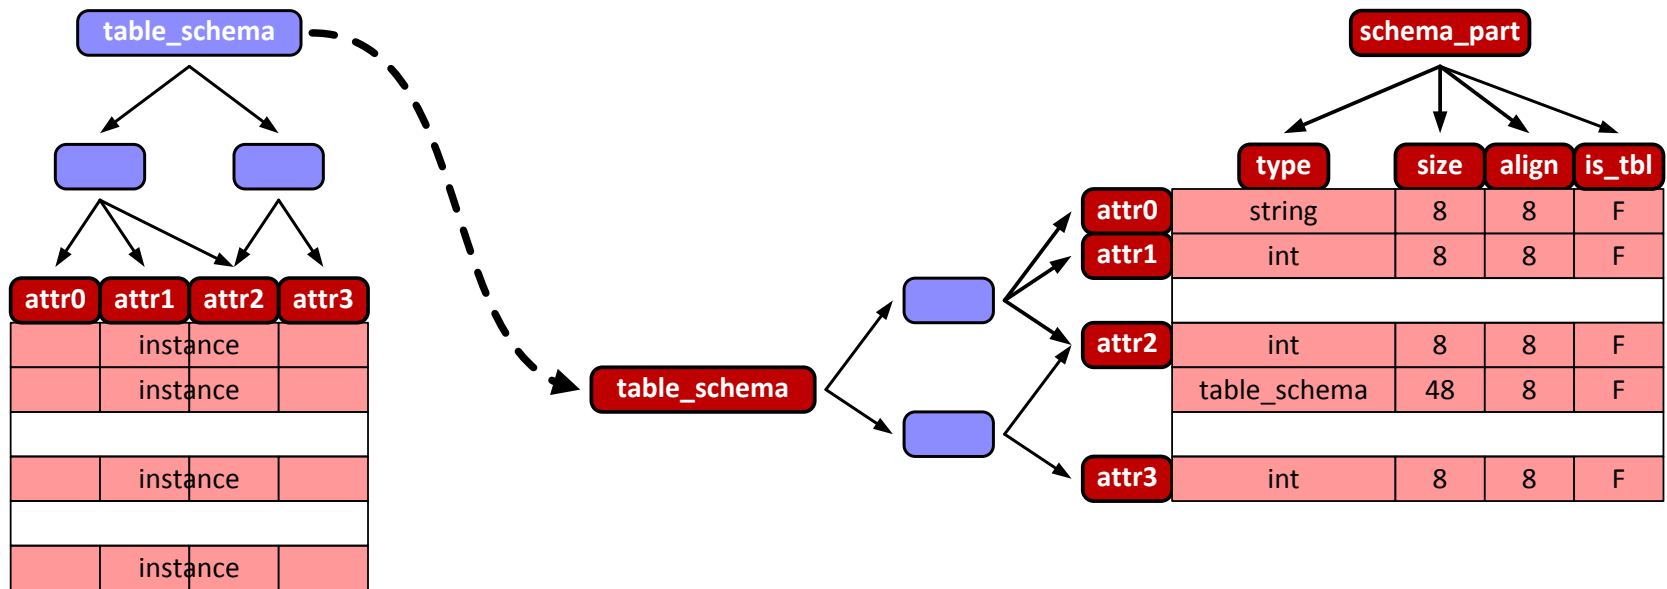 table_schema
attr0 attr1 attr2 attr3
instance
instance
instance
instance
table_schema
schema_part
type size align is_tbl
attr0 string 8 8 F
attr1 int 8 8 F
attr2 int 8 8 F
table_schema 48 8 F
attr3 int 8 8 F